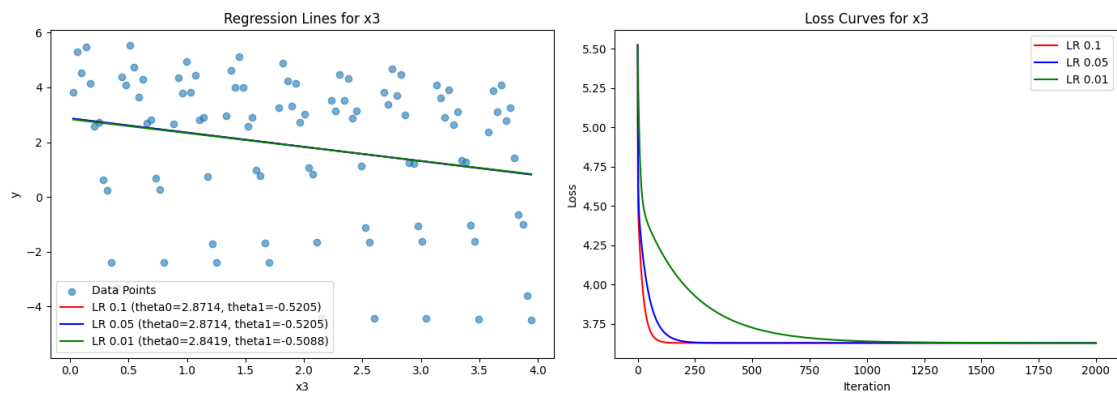 Regression Lines for x3
6
4
2
0
−2
−4
y
0.0 0.5 1.0 1.5 2.0 2.5 3.0 3.5 4.0
x3
Data Points
LR 0.1 (theta0=2.8714, theta1=-0.5205)
LR 0.05 (theta0=2.8714, theta1=-0.5205)
LR 0.01 (theta0=2.8419, theta1=-0.5088)
Loss Curves for x3
5.50
5.25
5.00
4.75
4.50
4.25
4.00
3.75
Loss
0 250 500 750 1000 1250 1500 1750 2000
Iteration
LR 0.1
LR 0.05
LR 0.01